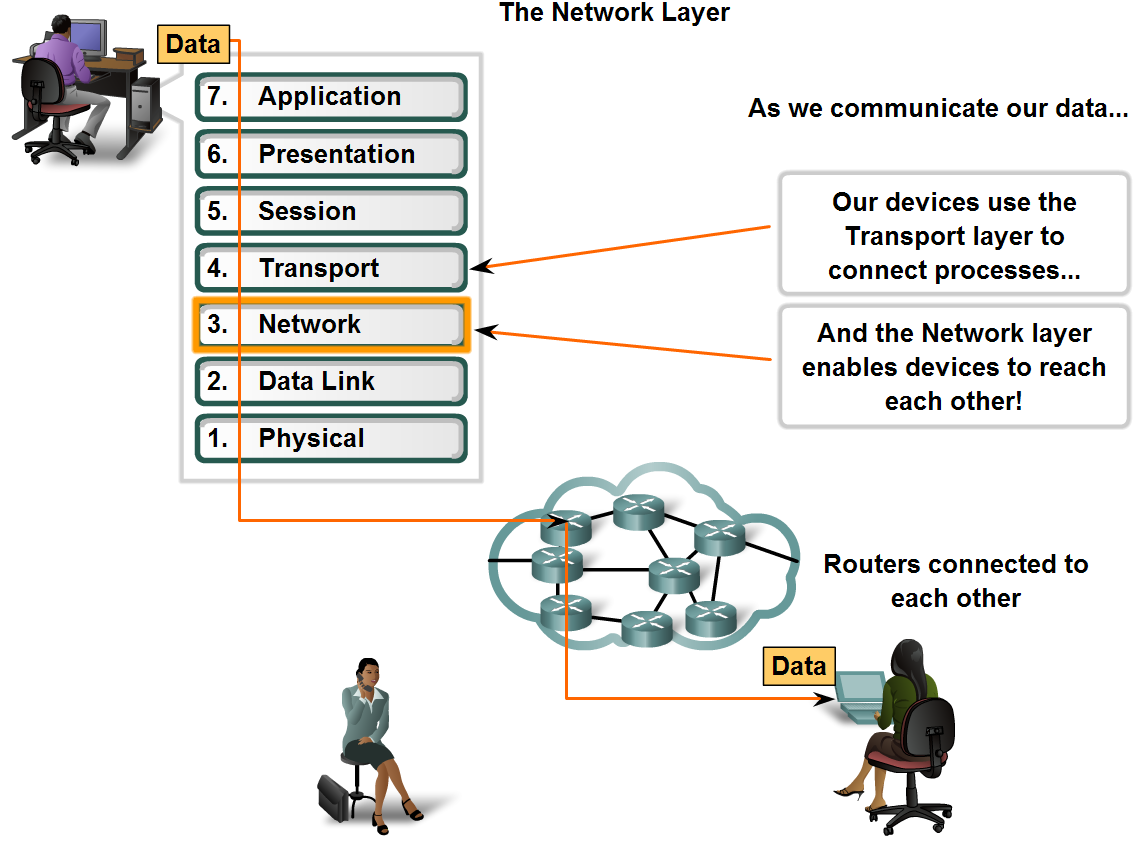 The Network Layer
Data
7. Application
6. Presentation
5. Session
4. Transport
3. Network
2. Data Link
1. Physical
As we communicate our data...
Our devices use the
Transport layer to
connect processes...
And the Network layer
enables devices to reach
each other!
Routers connected to
each other
Data